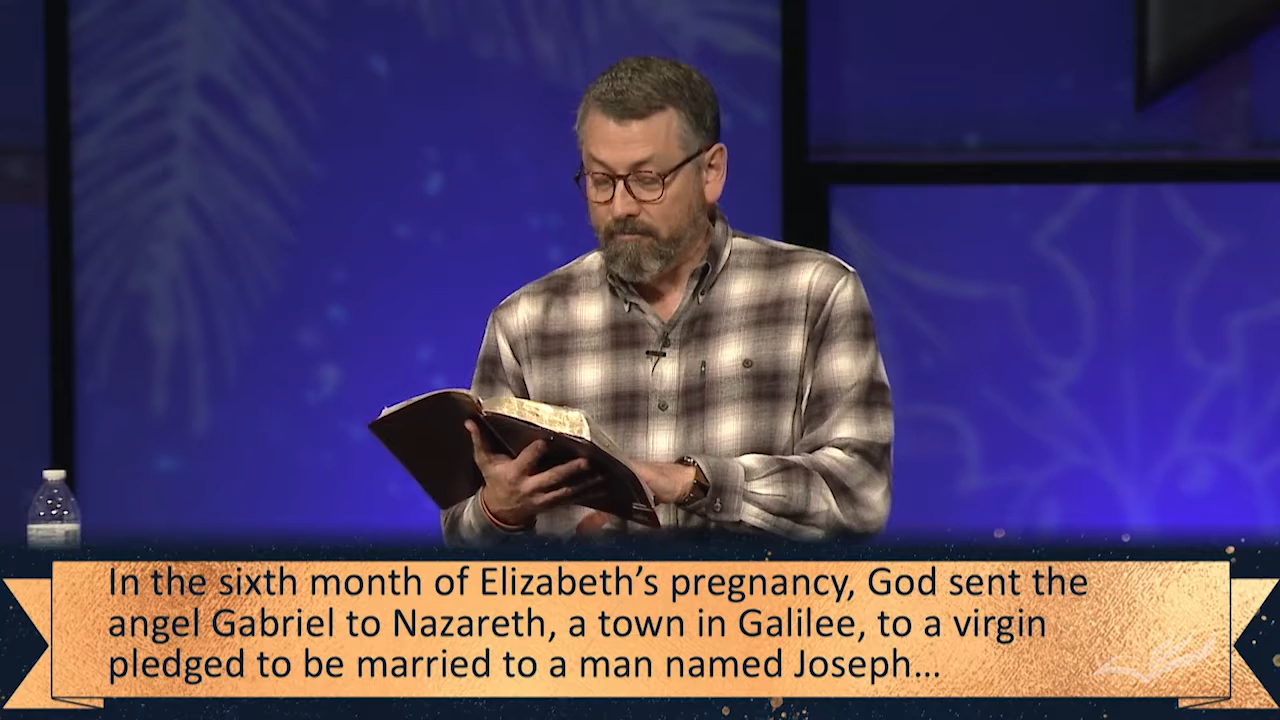 In the sixth month of Elizabeth’s pregnancy, God sent the
angel Gabriel to Nazareth, a town in Galilee, to a virgin
pledged to be married to a man named Joseph...